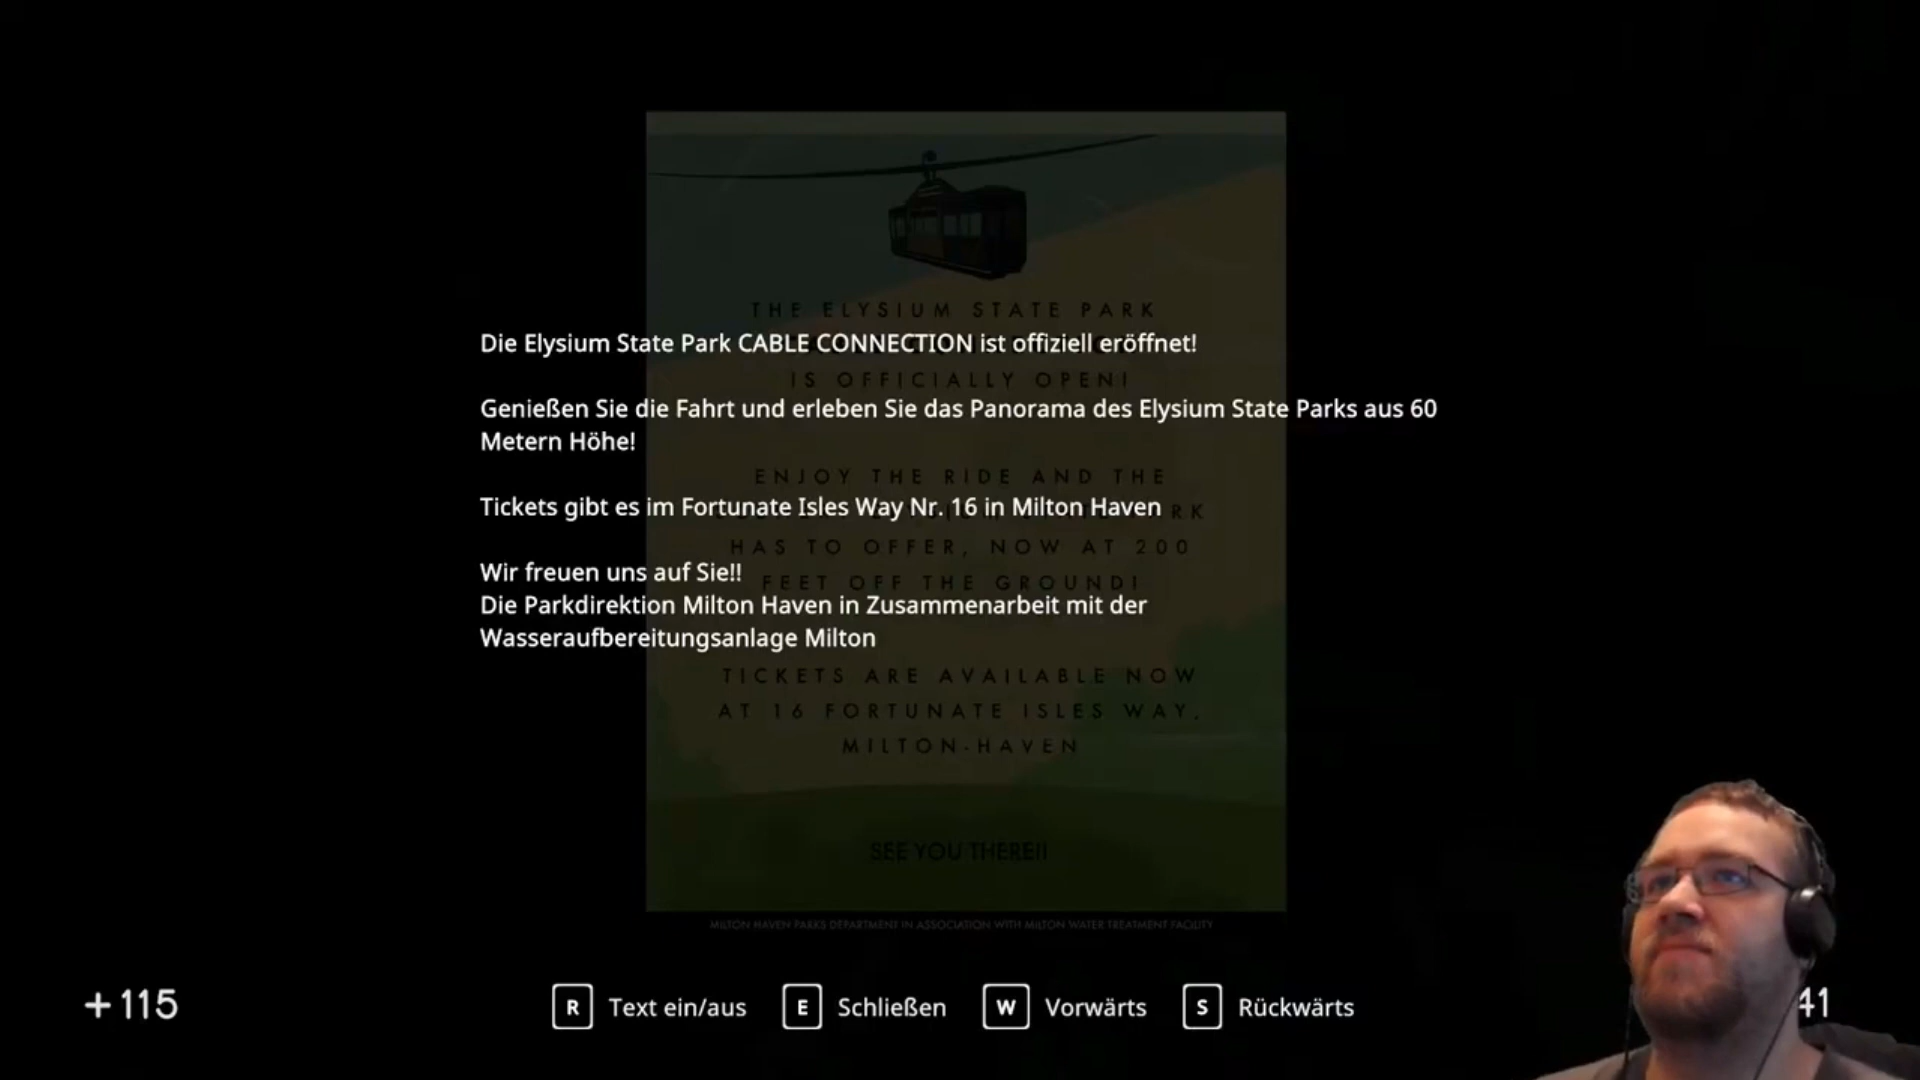 THE ELYSIUM STATE PARK
Die Elysium State Park CABLE CONNECTION ist offiziell eröffnet!
IS OFFICIALLY OPEN!
Genießen Sie die Fahrt und erleben Sie das Panorama des Elysium State Parks aus 60
Metern Höhe!
ENJOY THE RIDE AND THE
Tickets gibt es im Fortunate Isles Way Nr. 16 in Milton Haven
HAS TO OFFER, NOW AT 200
Wir freuen uns auf Sie!!
FEET OFF THE GROUND!
Die Parkdirektion Milton Haven in Zusammenarbeit mit der
Wasseraufbereitungsanlage Milton
TICKETS ARE AVAILABLE NOW
AT 16 FORTUNATE ISLES WAY,
MILTON-HAVEN
SEE YOU THERE!!
MILTON HAVEN PARKS DEPARTMENT IN ASSOCIATION WITH MILTON WATER TREATMENT FACILITY
+115
R Text ein/aus E Schließen W Vorwärts S Rückwärts
41